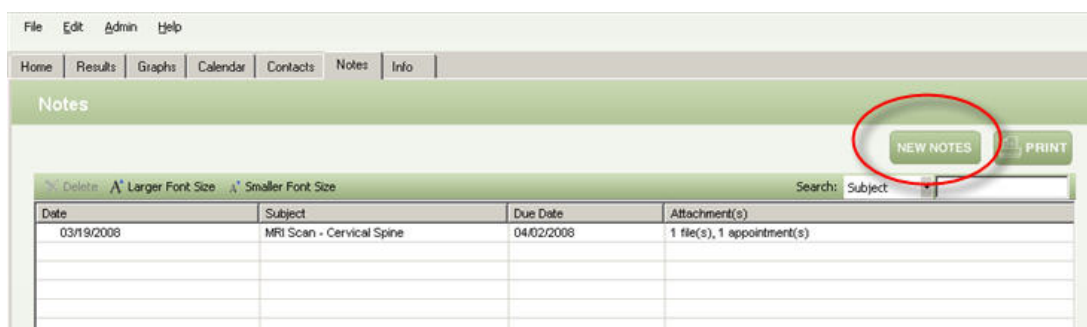 File Edit Admin Help
Home Results Graphs Calendar Contacts Notes Info
Notes
NEW NOTES PRINT
Delete A+ Larger Font Size A- Smaller Font Size Search: Subject
Date Subject Due Date Attachment(s)
03/19/2008 MRI Scan - Cervical Spine 04/02/2008 1 file(s), 1 appointment(s)